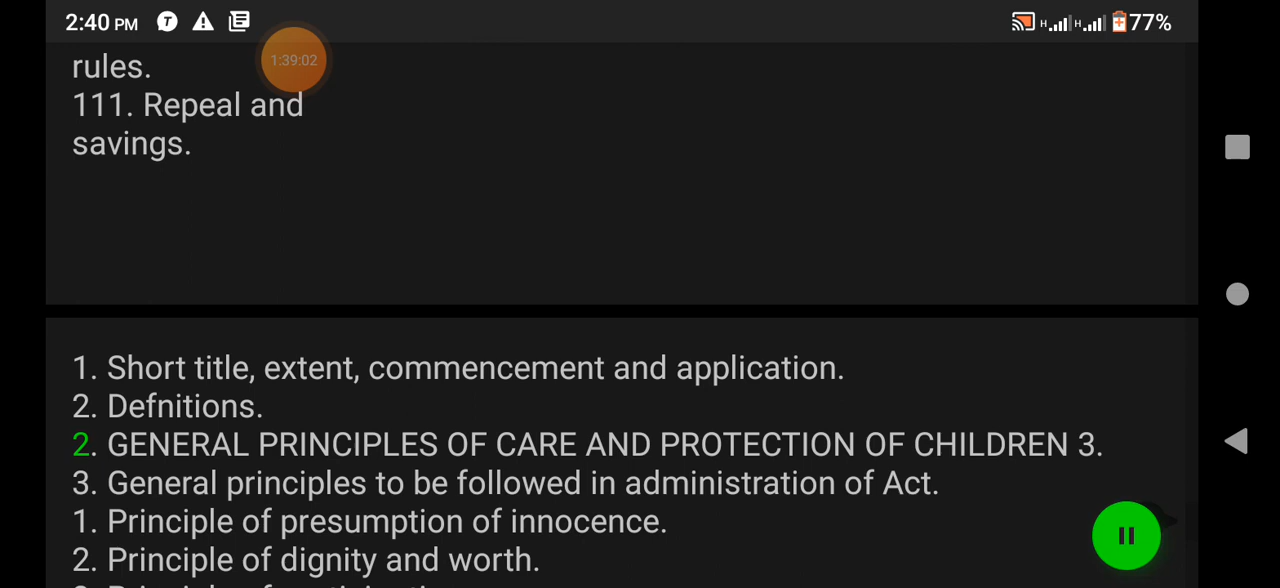 2:40 PM
77%
1:39:02
rules.
111. Repeal and
savings.
1. Short title, extent, commencement and application.
2. Defnitions.
2. GENERAL PRINCIPLES OF CARE AND PROTECTION OF CHILDREN 3.
3. General principles to be followed in administration of Act.
1. Principle of presumption of innocence.
2. Principle of dignity and worth.